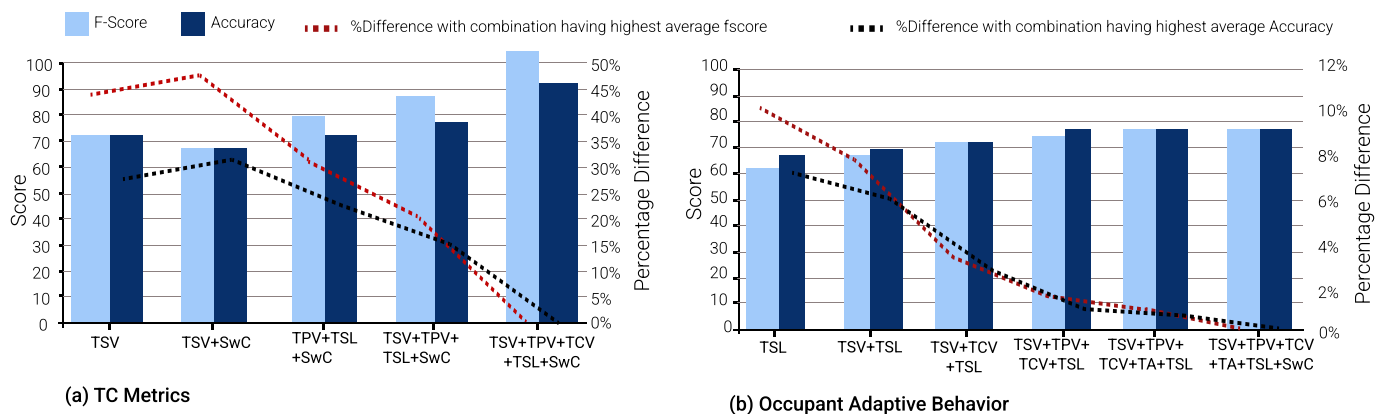 F-Score
Accuracy
%Difference with combination having highest average fscore
%Difference with combination having highest average Accuracy
100
90
80
70
60
50
40
30
20
10
0
Score
50%
45%
40%
35%
30%
25%
20%
15%
10%
5%
0%
Percentage Difference
TSV
TSV+SwC
TPV+TSL
+SwC
TSV+TPV+
TSL+SwC
TSV+TPV+TCV
+TSL+SwC
(a) TC Metrics
100
90
80
70
60
50
40
30
20
10
0
Score
12%
10%
8%
6%
4%
2%
0%
Percentage Difference
TSL
TSV+TSL
TSV+TCV
+TSL
TSV+TPV+
TCV+TSL
TSV+TPV+
TCV+TA+TSL
TSV+TPV+TCV
+TA+TSL+SwC
(b) Occupant Adaptive Behavior